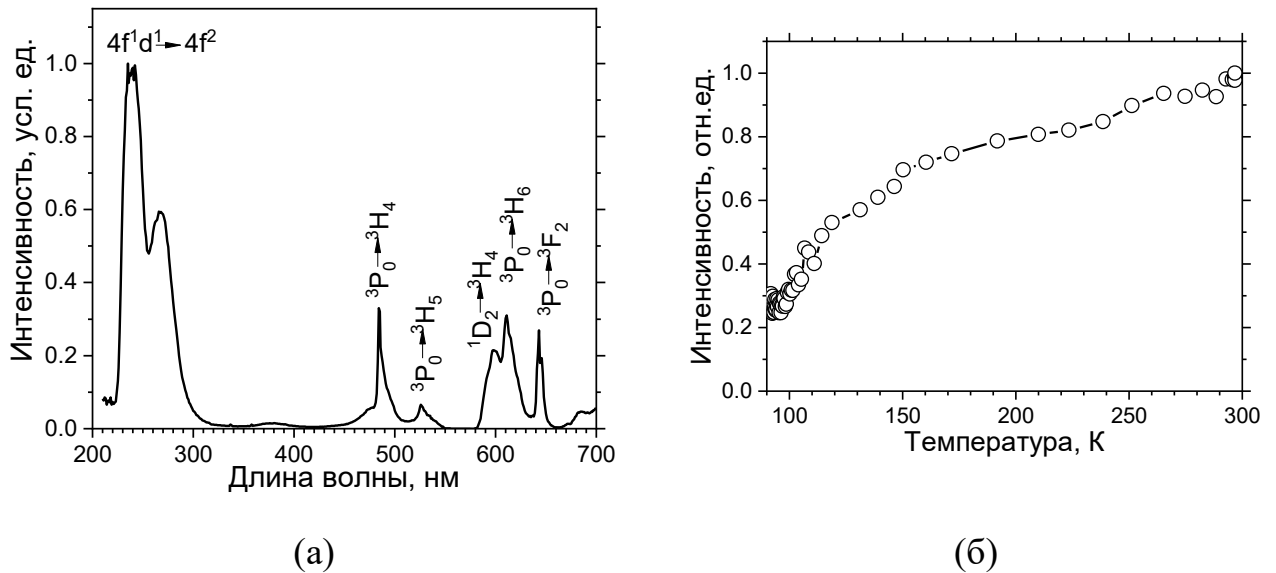 4f¹d¹→4f²
³P₀→³H₄
³P₀→³H₅
¹D₂→³H₄
³P₀→³H₆
³P₀→³F₂
Интенсивность, усл. ед.
1.0
0.8
0.6
0.4
0.2
0.0
200 300 400 500 600 700
Длина волны, нм
(а)
Интенсивность, отн.ед.
1.0
0.8
0.6
0.4
0.2
0.0
100 150 200 250 300
Температура, К
(б)